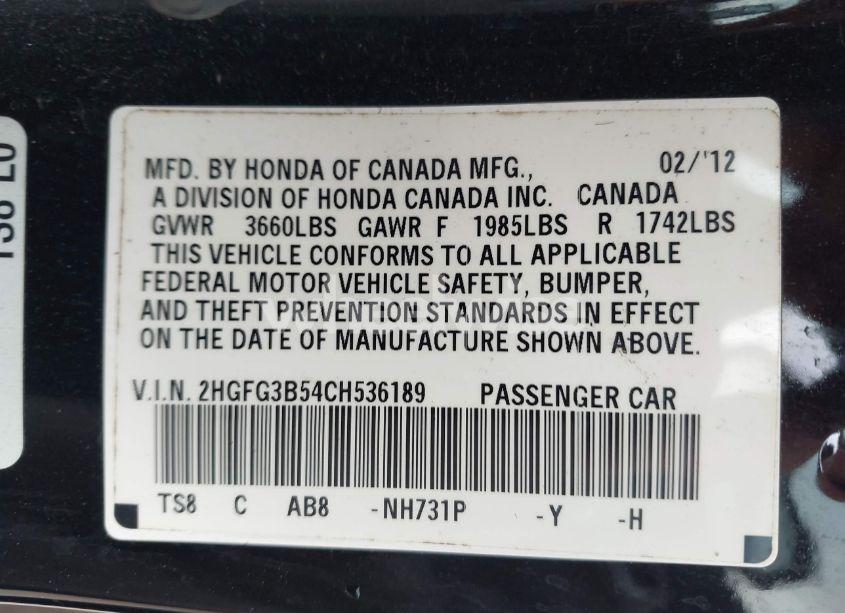 MFD. BY HONDA OF CANADA MFG., 02/'12
A DIVISION OF HONDA CANADA INC. CANADA
GVWR 3660LBS GAWR F 1985LBS R 1742LBS
THIS VEHICLE CONFORMS TO ALL APPLICABLE
FEDERAL MOTOR VEHICLE SAFETY, BUMPER,
AND THEFT PREVENTION STANDARDS IN EFFECT
ON THE DATE OF MANUFACTURE SHOWN ABOVE.
V.I.N. 2HGFG3B54CH536189 PASSENGER CAR
TS8 C AB8 -NH731P -Y -H